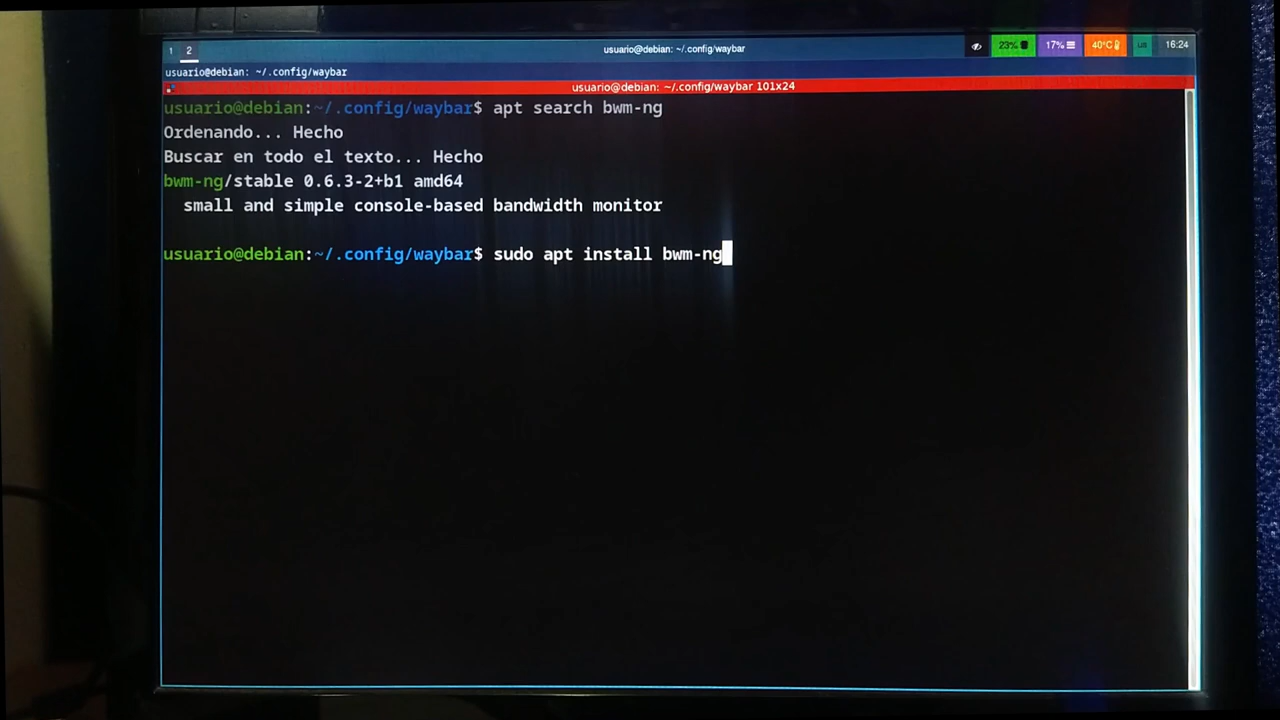 1 2 usuario@debian: ~/.config/waybar 23% 17% 40°C us 16:24
usuario@debian: ~/.config/waybar
usuario@debian: ~/.config/waybar 101x24
usuario@debian:~/.config/waybar$ apt search bwm-ng
Ordenando... Hecho
Buscar en todo el texto... Hecho
bwm-ng/stable 0.6.3-2+b1 amd64
small and simple console-based bandwidth monitor
usuario@debian:~/.config/waybar$ sudo apt install bwm-ng